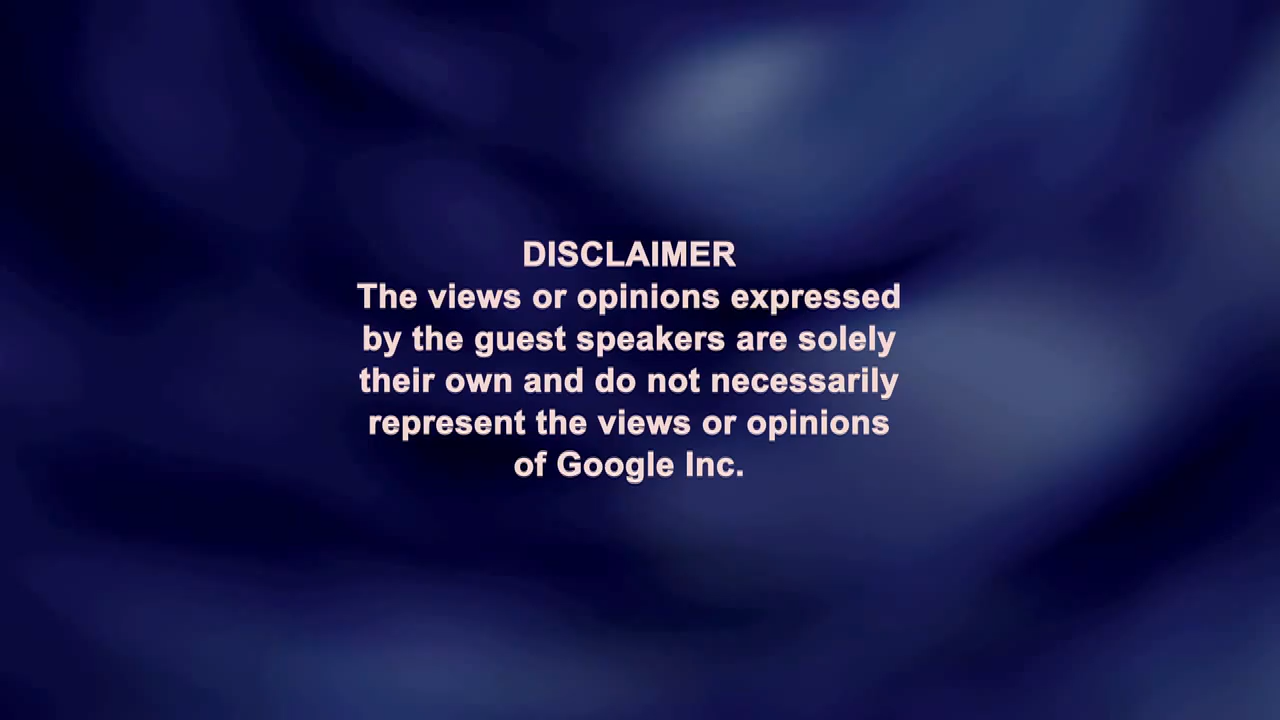 DISCLAIMER
The views or opinions expressed
by the guest speakers are solely
their own and do not necessarily
represent the views or opinions
of Google Inc.